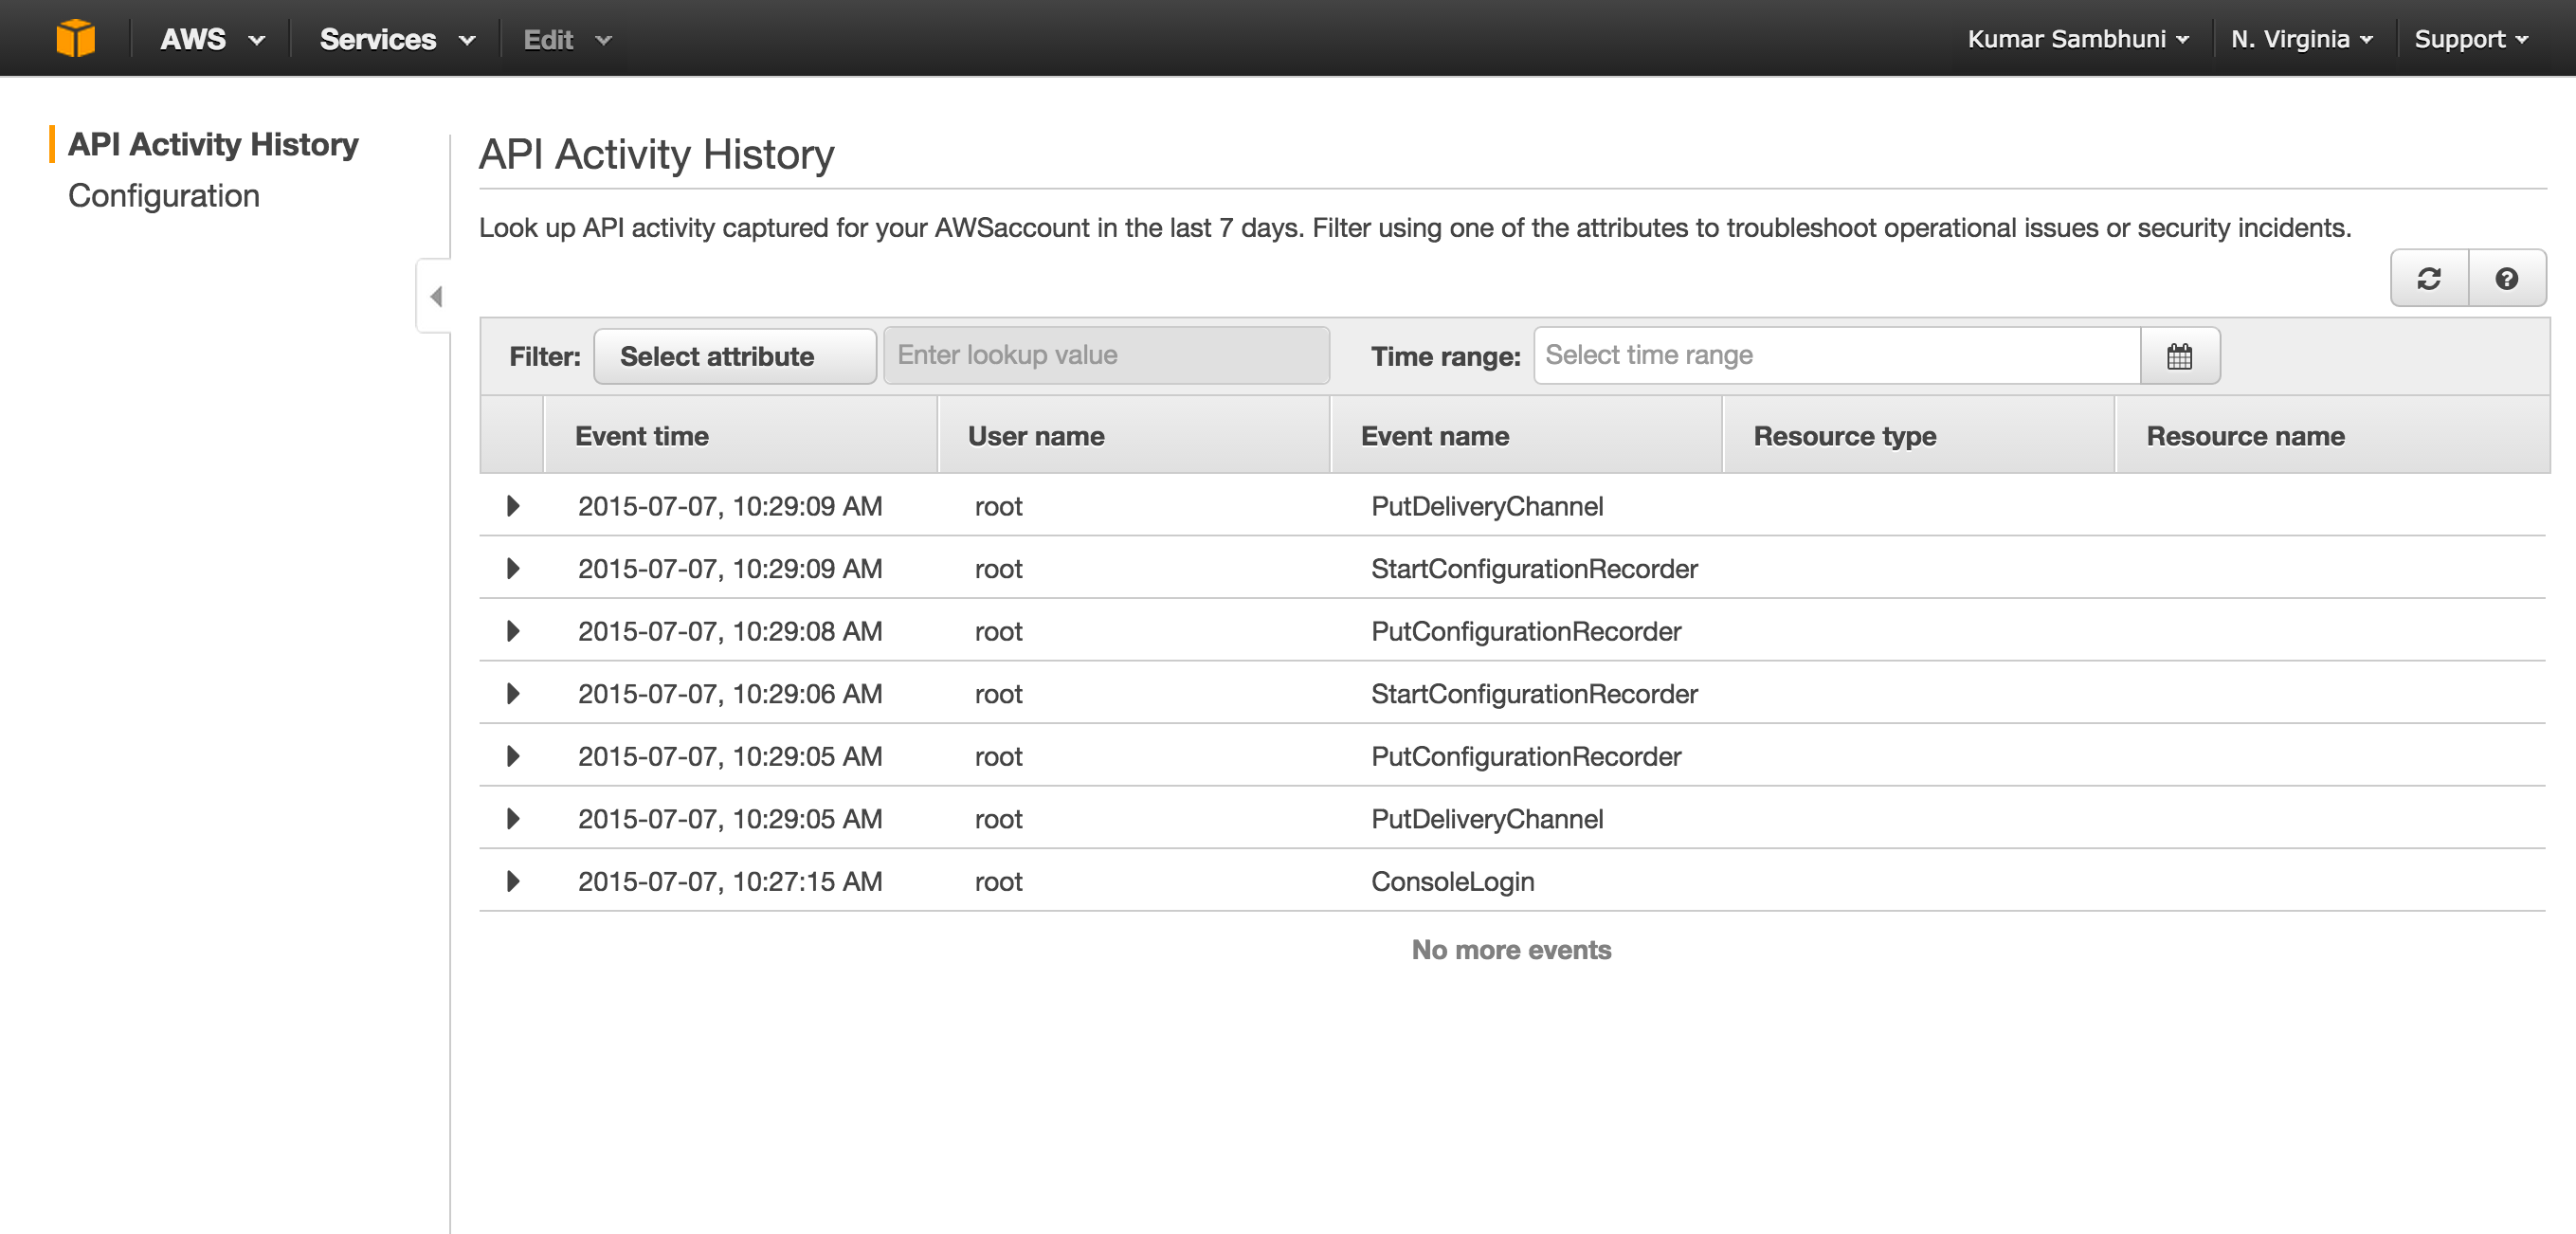 AWS Services Edit Kumar Sambhuni N. Virginia Support
API Activity History
Configuration
API Activity History
Look up API activity captured for your AWSaccount in the last 7 days. Filter using one of the attributes to troubleshoot operational issues or security incidents.
Filter: Select attribute Enter lookup value Time range: Select time range
Event time User name Event name Resource type Resource name
2015-07-07, 10:29:09 AM root PutDeliveryChannel
2015-07-07, 10:29:09 AM root StartConfigurationRecorder
2015-07-07, 10:29:08 AM root PutConfigurationRecorder
2015-07-07, 10:29:06 AM root StartConfigurationRecorder
2015-07-07, 10:29:05 AM root PutConfigurationRecorder
2015-07-07, 10:29:05 AM root PutDeliveryChannel
2015-07-07, 10:27:15 AM root ConsoleLogin
No more events